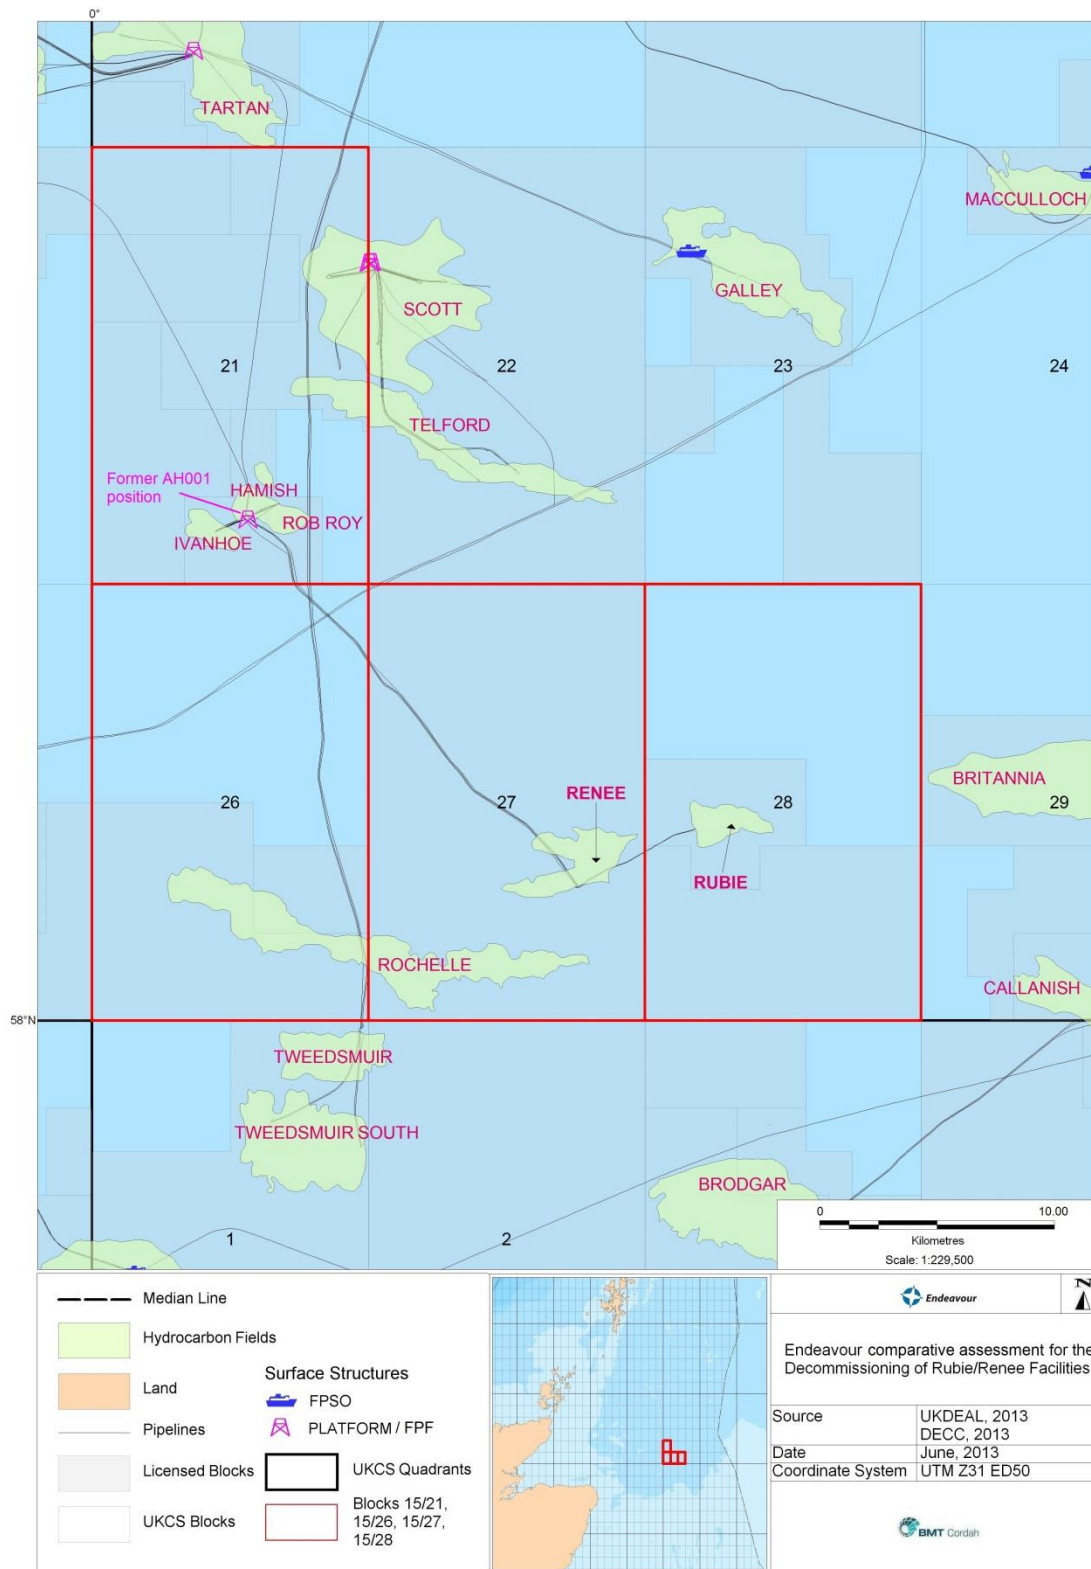 0°
TARTAN
MACCULLOCH
GALLEY
SCOTT
21
22
23
24
TELFORD
Former AH001
position
HAMISH
ROB ROY
IVANHOE
BRITANNIA
RENEE
26
27
28
29
RUBIE
ROCHELLE
CALLANISH
58°N
TWEEDSMUIR
TWEEDSMUIR SOUTH
BRODGAR
1
2
0
10.00
Kilometres
Scale: 1:229,500
Median Line
Hydrocarbon Fields
Land
Pipelines
Licensed Blocks
UKCS Blocks
Surface Structures
FPSO
PLATFORM / FPF
UKCS Quadrants
Blocks 15/21,
15/26, 15/27,
15/28
Endeavour
N
Endeavour comparative assessment for the
Decommissioning of Rubie/Renee Facilities
Source UKDEAL, 2013
DECC, 2013
Date June, 2013
Coordinate System UTM Z31 ED50
BMT Cordah